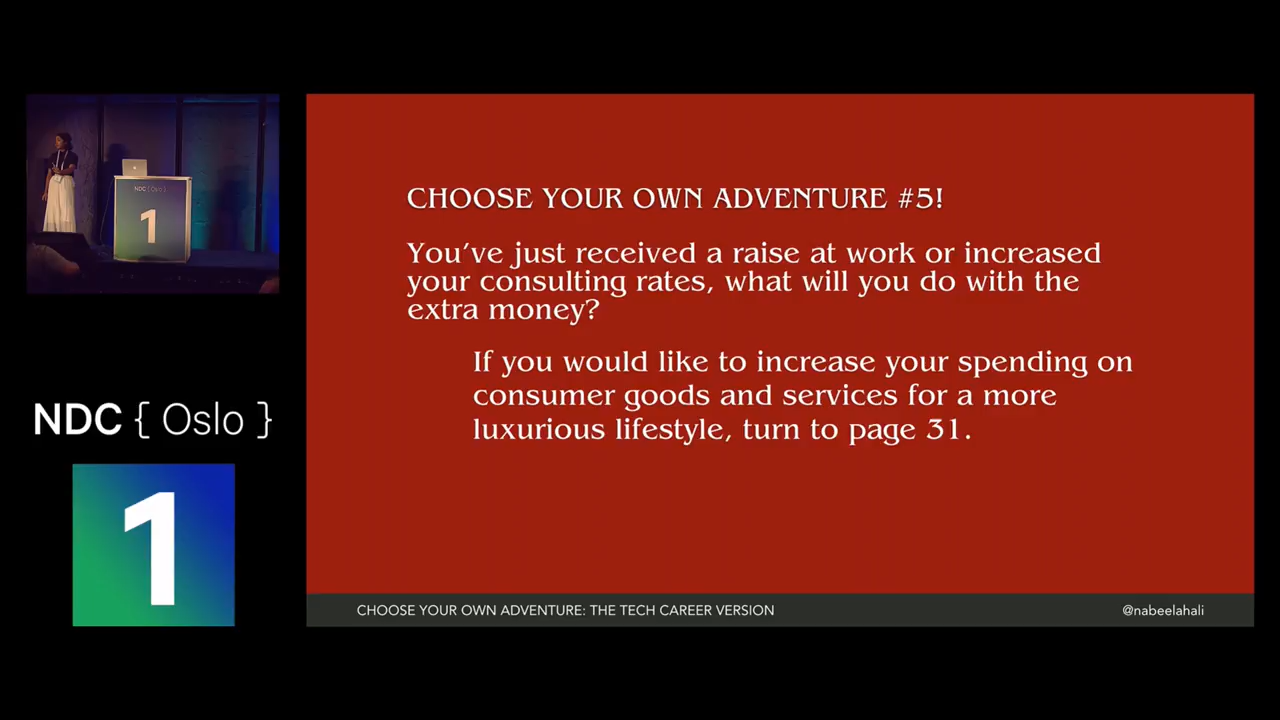 NDC { Oslo }
1
NDC { Oslo }
1
CHOOSE YOUR OWN ADVENTURE #5!
You’ve just received a raise at work or increased
your consulting rates, what will you do with the
extra money?
If you would like to increase your spending on
consumer goods and services for a more
luxurious lifestyle, turn to page 31.
CHOOSE YOUR OWN ADVENTURE: THE TECH CAREER VERSION
@nabeelahali